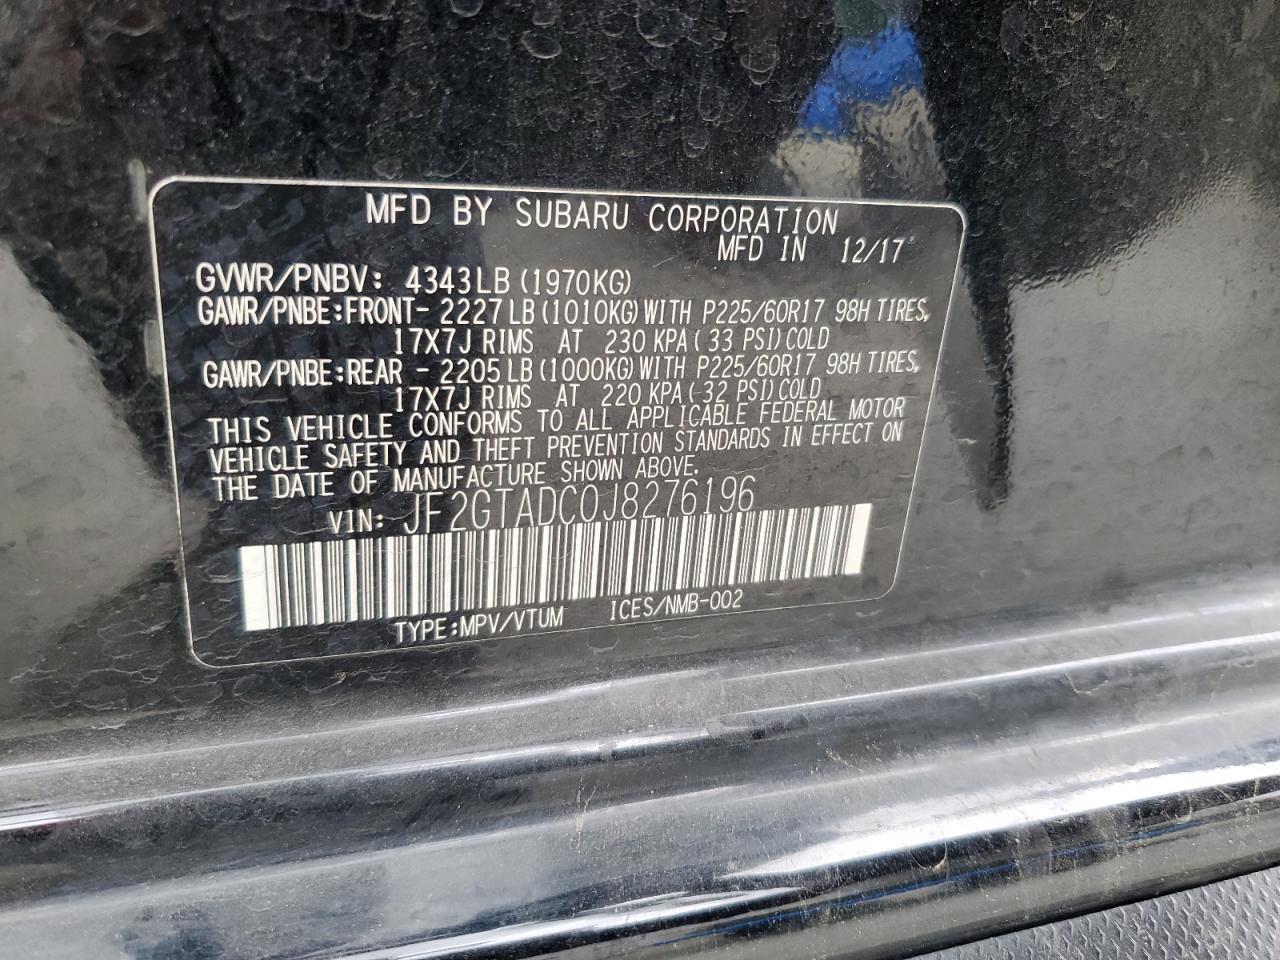 MFD BY SUBARU CORPORATION
MFD IN 12/17
GVWR/PNBV: 4343LB (1970KG)
GAWR/PNBE:FRONT- 2227LB (1010KG) WITH P225/60R17 98H TIRES,
17X7J RIMS AT 230 KPA (33 PSI) COLD
GAWR/PNBE:REAR - 2205LB (1000KG) WITH P225/60R17 98H TIRES,
17X7J RIMS AT 220 KPA (32 PSI) COLD
THIS VEHICLE CONFORMS TO ALL APPLICABLE FEDERAL MOTOR
VEHICLE SAFETY AND THEFT PREVENTION STANDARDS IN EFFECT ON
THE DATE OF MANUFACTURE SHOWN ABOVE.
VIN: JF2GTADC0J8276196
TYPE:MPV/VTUM ICES/NMB-002